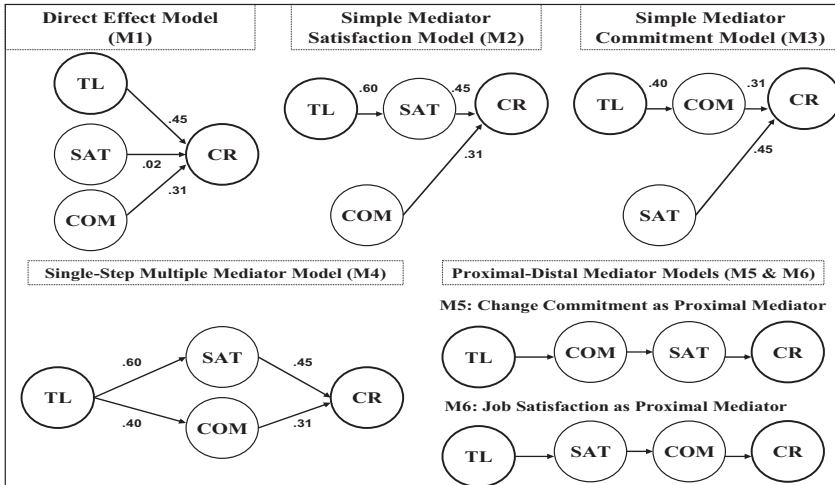 Direct Effect Model
(M1)
TL
SAT
COM
CR
.45
.02
.31
Simple Mediator
Satisfaction Model (M2)
TL
.60
SAT
.45
CR
.31
COM
Simple Mediator
Commitment Model (M3)
TL
.40
COM
.31
CR
.45
SAT
Single-Step Multiple Mediator Model (M4)
TL
.60
SAT
.45
CR
.40
COM
.31
Proximal-Distal Mediator Models (M5 & M6)
M5: Change Commitment as Proximal Mediator
TL
COM
SAT
CR
M6: Job Satisfaction as Proximal Mediator
TL
SAT
COM
CR